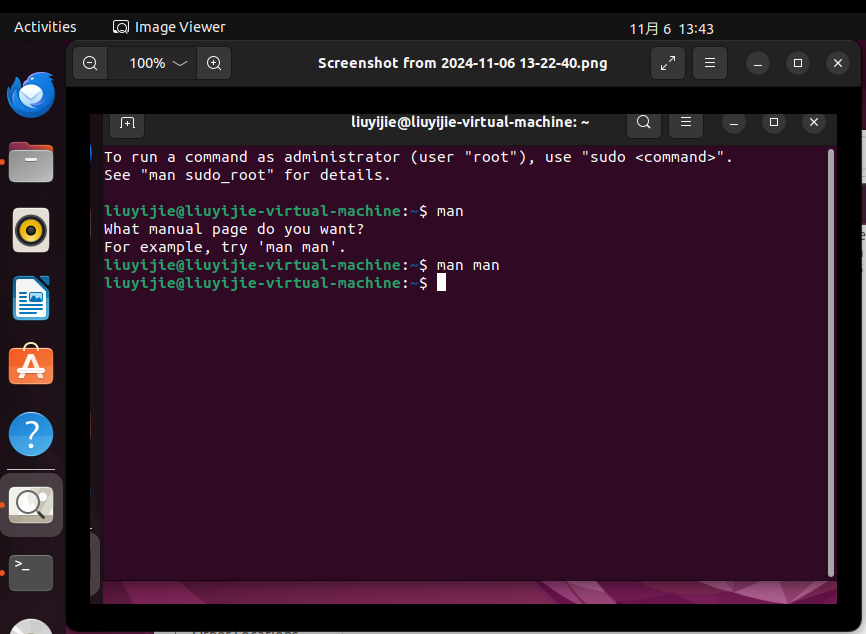 Activities
Image Viewer
11月 6 13:43
100%
Screenshot from 2024-11-06 13-22-40.png
liuyijie@liuyijie-virtual-machine: ~
To run a command as administrator (user "root"), use "sudo <command>".
See "man sudo_root" for details.
liuyijie@liuyijie-virtual-machine:~$ man
What manual page do you want?
For example, try 'man man'.
liuyijie@liuyijie-virtual-machine:~$ man man
liuyijie@liuyijie-virtual-machine:~$
>_
Other Locations